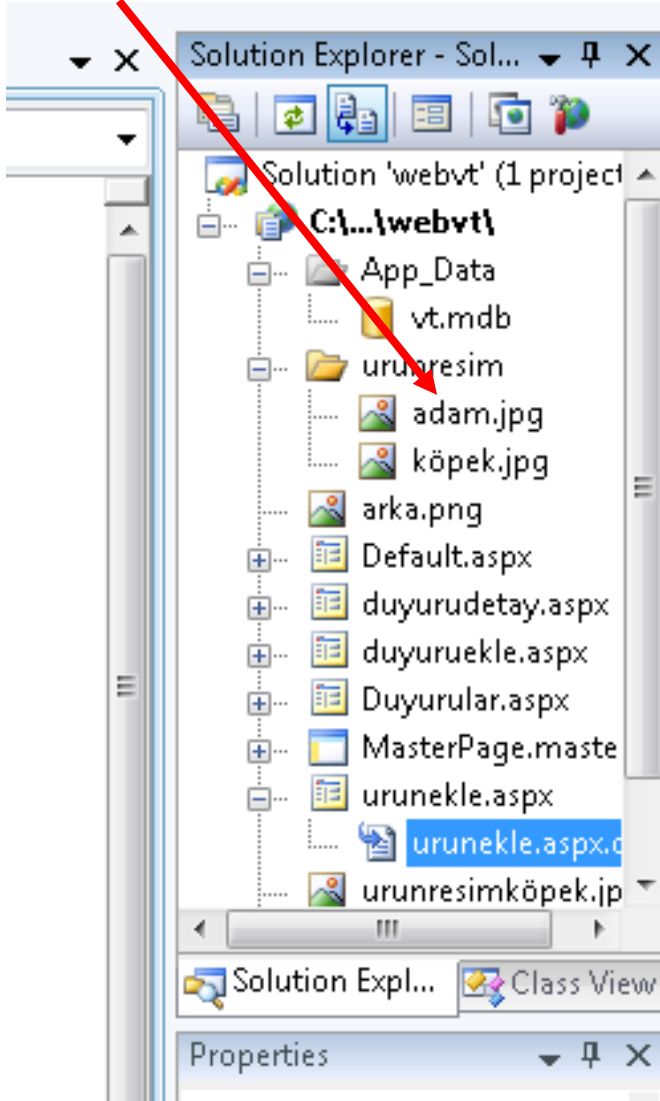 Solution Explorer - Sol...
Solution 'webvt' (1 project
C:\...\webvt\
App_Data
vt.mdb
urunresim
adam.jpg
köpek.jpg
arka.png
Default.aspx
duyurudetay.aspx
duyuruekle.aspx
Duyurular.aspx
MasterPage.maste
urunekle.aspx
urunekle.aspx.c
urunresimköpek.jp
Solution Expl... Class View
Properties